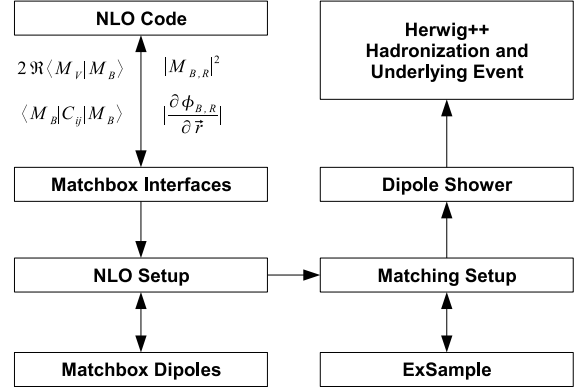 NLO Code
2 ℜ⟨M_V|M_B⟩
|M_{B,R}|^2
⟨M_B|C_{ij}|M_B⟩
|∂ϕ_{B,R}/∂r⃗|
Matchbox Interfaces
NLO Setup
Matchbox Dipoles
Herwig++
Hadronization and
Underlying Event
Dipole Shower
Matching Setup
ExSample